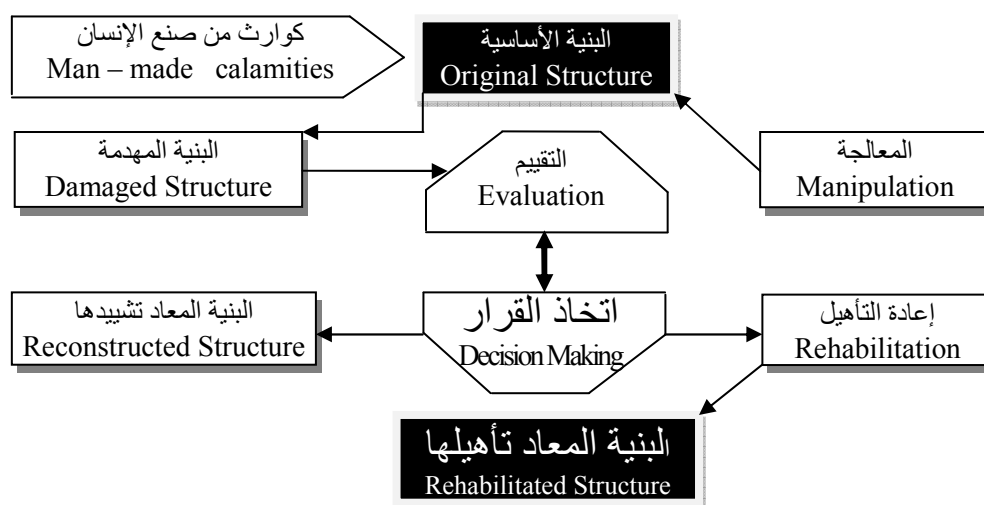 كوارث من صنع الإنسان
Man – made calamities
البنية الأساسية
Original Structure
البنية المهدمة
Damaged Structure
التقييم
Evaluation
المعالجة
Manipulation
البنية المعاد تشييدها
Reconstructed Structure
اتخاذ القرار
Decision Making
إعادة التأهيل
Rehabilitation
البنية المعاد تأهيلها
Rehabilitated Structure